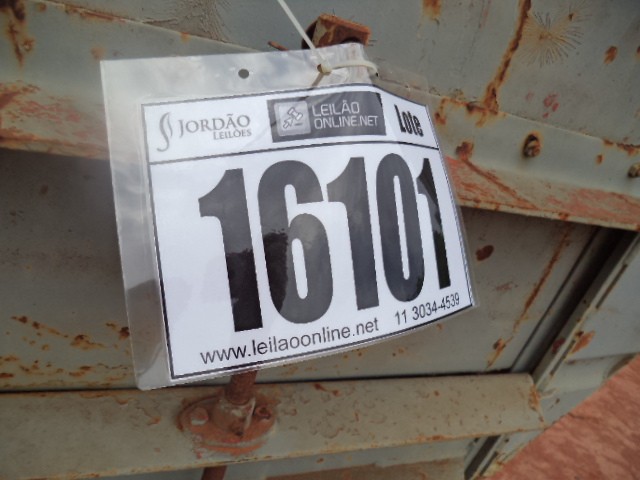 JORDÃO
LEILÕES
LEILÃO
ONLINE.NET
Lote
16101
www.leilaoonline.net 11 3034-4539